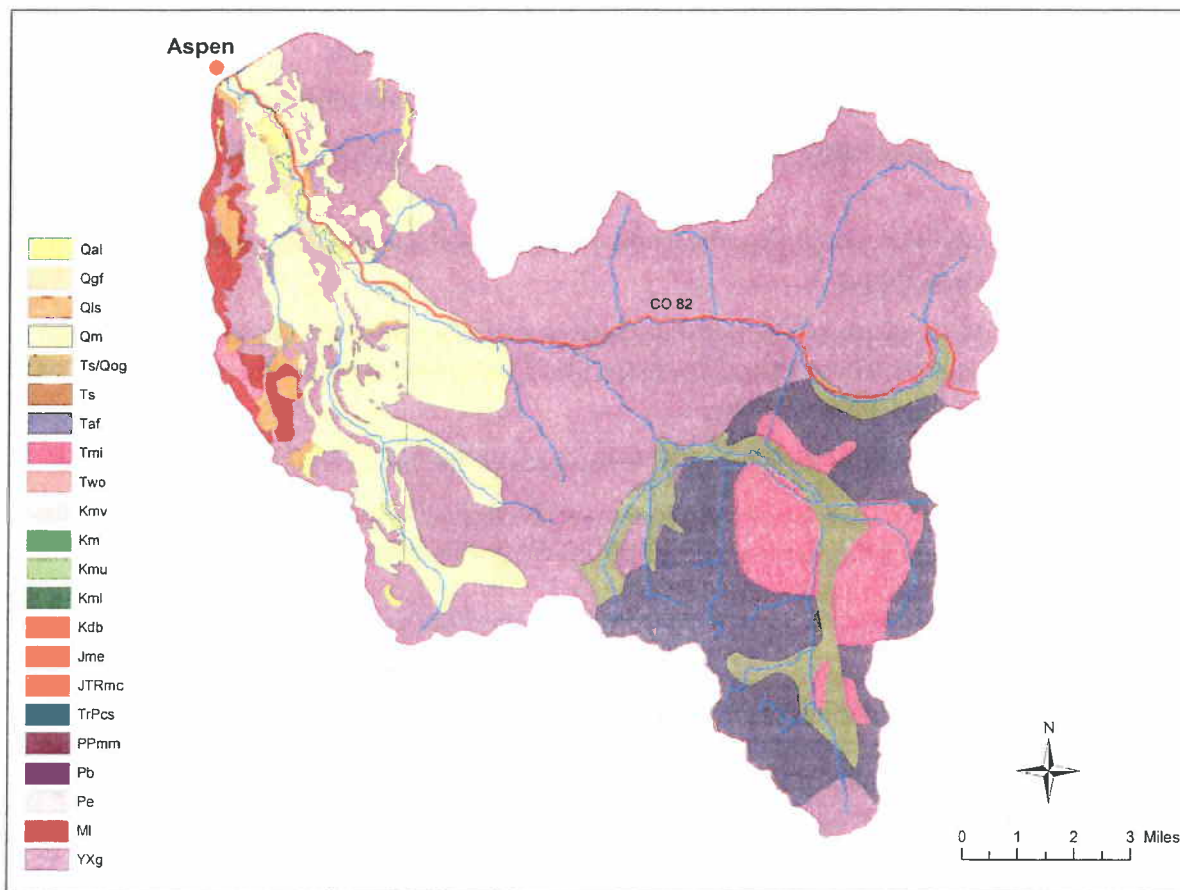 Aspen
CO 82
Qal
Qgf
Qls
Qm
Ts/Qog
Ts
Taf
Tmi
Two
Kmv
Km
Kmu
Kml
Kdb
Jme
JTRmc
TrPcs
PPmm
Pb
Pe
Ml
YXg
N
0 1 2 3 Miles